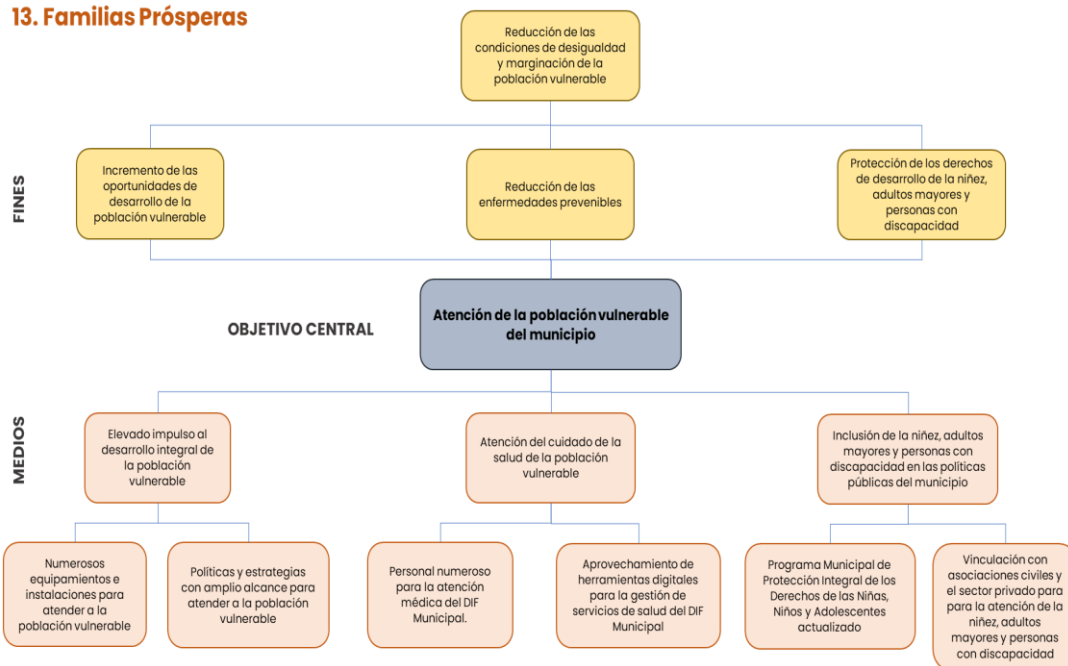 13. Familias Prósperas
Reducción de las
condiciones de desigualdad
y marginación de la
población vulnerable
FINES
Incremento de las
oportunidades de
desarrollo de la
población vulnerable
Reducción de las
enfermedades prevenibles
Protección de los derechos
de desarrollo de la niñez,
adultos mayores y
personas con
discapacidad
OBJETIVO CENTRAL
Atención de la población vulnerable
del municipio
MEDIOS
Elevado impulso al
desarrollo integral de
la población
vulnerable
Atención del cuidado de la
salud de la población
vulnerable
Inclusión de la niñez, adultos
mayores y personas con
discapacidad en las políticas
públicas del municipio
Numerosos
equipamientos e
instalaciones para
atender a la
población vulnerable
Políticas y estrategias
con amplio alcance para
atender a la población
vulnerable
Personal numeroso
para la atención
médica del DIF
Municipal.
Aprovechamiento de
herramientas digitales
para la gestión de
servicios de salud del DIF
Municipal
Programa Municipal de
Protección Integral de los
Derechos de las Niñas,
Niños y Adolescentes
actualizado
Vinculación con
asociaciones civiles y
el sector privado para
para la atención de la
niñez, adultos
mayores y personas
con discapacidad